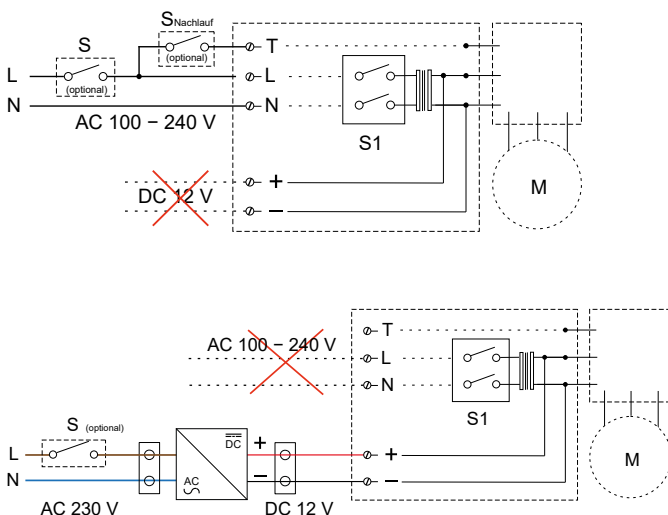 S
S Nachlauf
(optional)
(optional)
T
L
L
N
N
AC 100 – 240 V
S1
+
DC 12 V
–
M
T
AC 100 – 240 V
L
N
S1
S (optional)
L
+
DC
+
N
–
AC
–
M
AC 230 V
DC 12 V